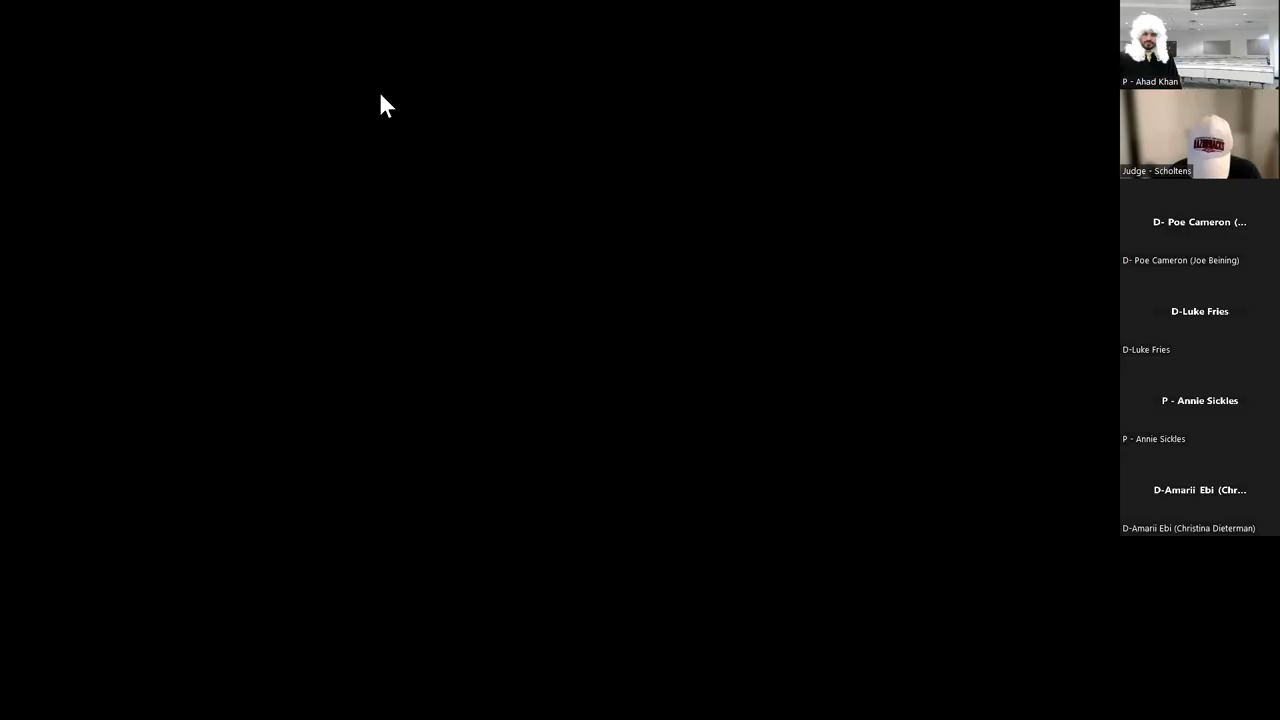 P - Ahad Khan
RAZORBACKS
Judge - Scholtens
D- Poe Cameron (...
D- Poe Cameron (Joe Beining)
D-Luke Fries
D-Luke Fries
P - Annie Sickles
P - Annie Sickles
D-Amarii Ebi (Chr...
D-Amarii Ebi (Christina Dieterman)